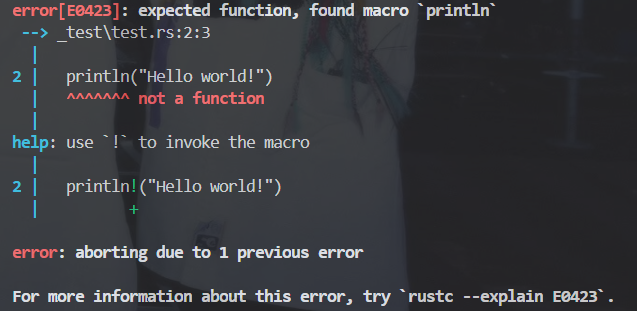 error[E0423]: expected function, found macro `println`
 --> _test\test.rs:2:3
  |
2 |   println("Hello world!")
  |   ^^^^^^^ not a function
  |
help: use `!` to invoke the macro
  |
2 |   println!("Hello world!")
  |          +

error: aborting due to 1 previous error

For more information about this error, try `rustc --explain E0423`.